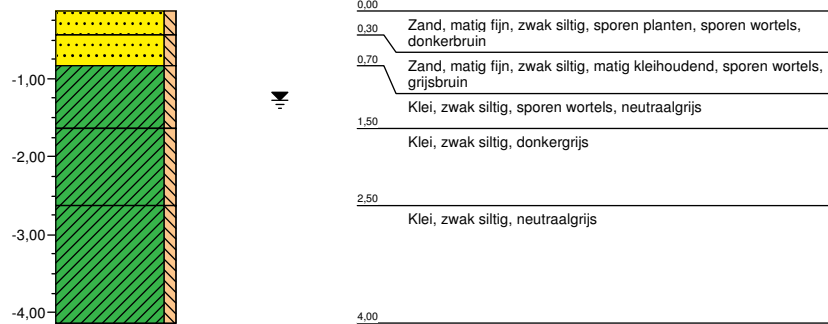 -1,00
-2,00
-3,00
-4,00
0,00
Zand, matig fijn, zwak siltig, sporen planten, sporen wortels,
0,30
donkerbruin
0,70
Zand, matig fijn, zwak siltig, matig kleihoudend, sporen wortels,
grijsbruin
Klei, zwak siltig, sporen wortels, neutraalgrijs
1,50
Klei, zwak siltig, donkergrijs
2,50
Klei, zwak siltig, neutraalgrijs
4,00